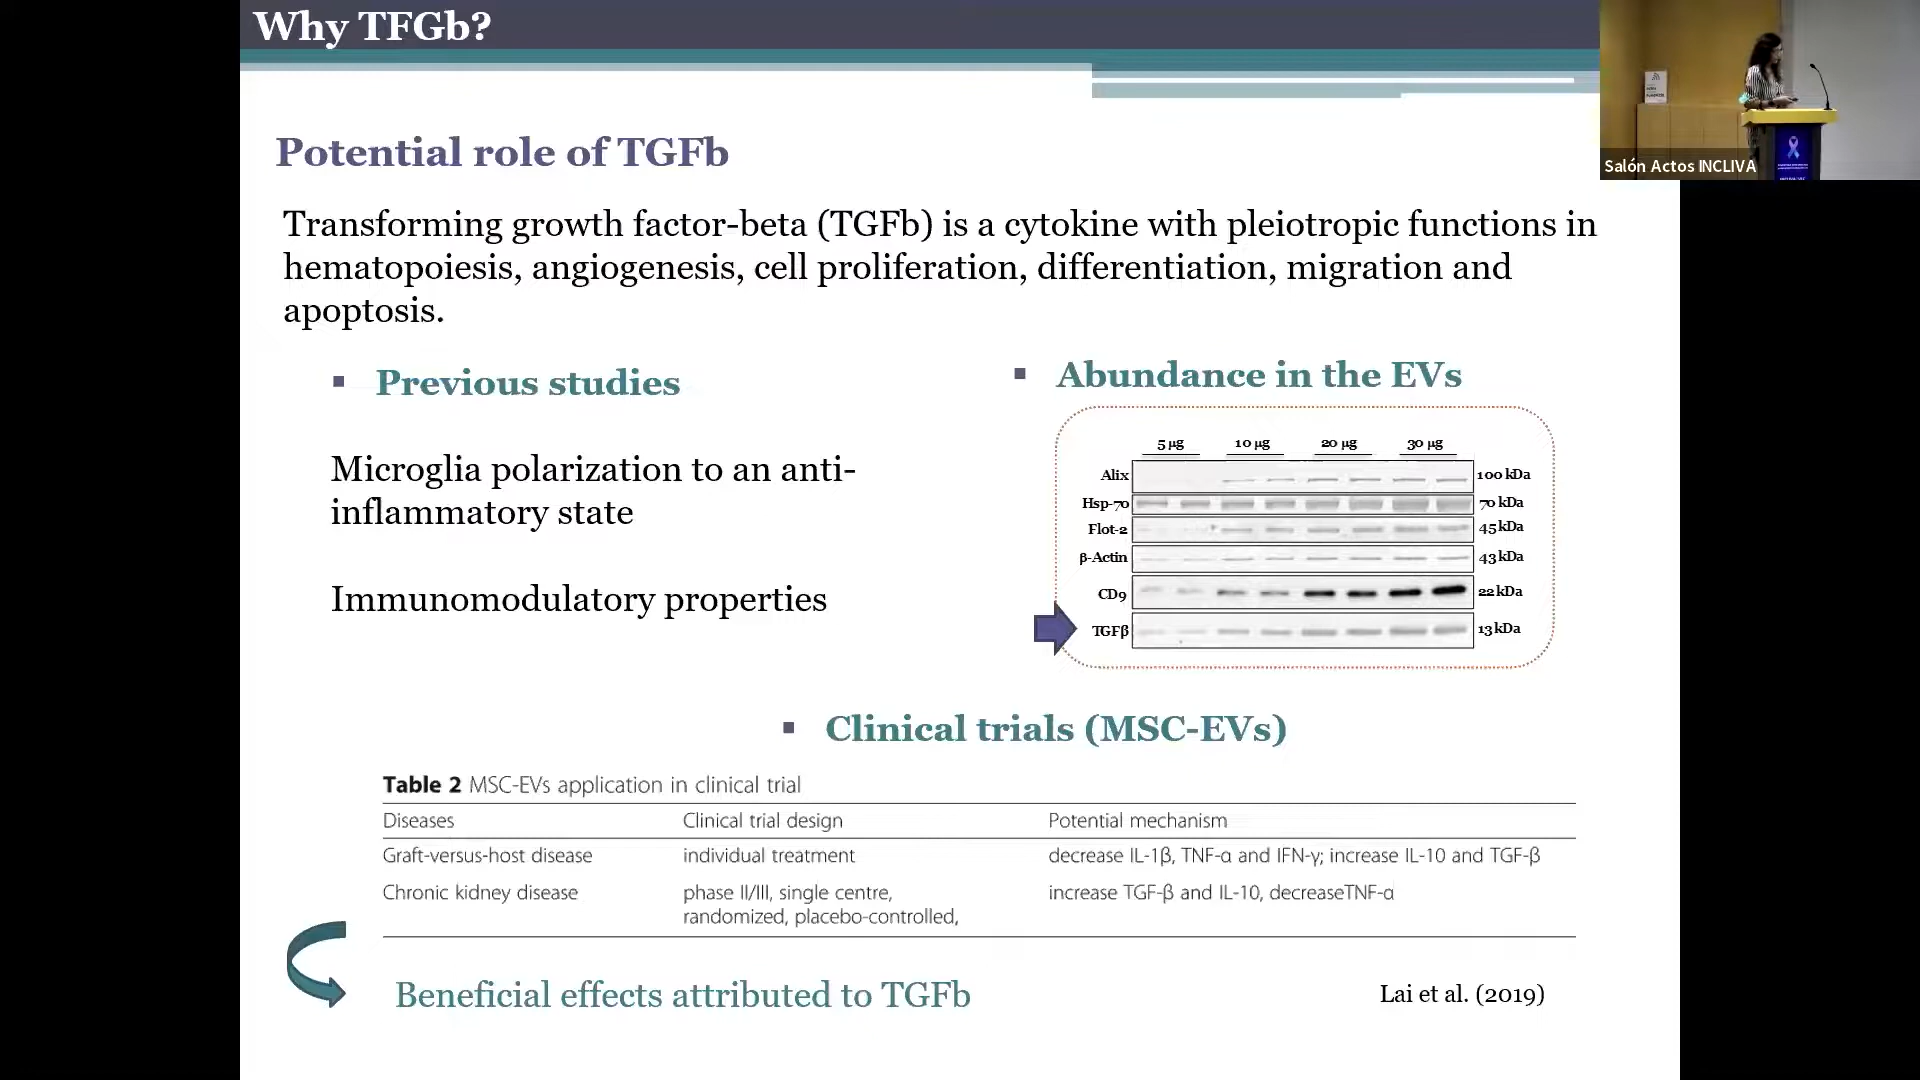 Why TFGb?
Salón Actos INCLIVA
Potential role of TGFb
Transforming growth factor-beta (TGFb) is a cytokine with pleiotropic functions in
hematopoiesis, angiogenesis, cell proliferation, differentiation, migration and
apoptosis.
▪ Previous studies
Microglia polarization to an anti-
inflammatory state
Immunomodulatory properties
▪ Abundance in the EVs
5 µg 10 µg 20 µg 30 µg
Alix 100 kDa
Hsp-70 70 kDa
Flot-2 45 kDa
β-Actin 43 kDa
CD9 22 kDa
TGFβ 13 kDa
▪ Clinical trials (MSC-EVs)
Table 2 MSC-EVs application in clinical trial
Diseases Clinical trial design Potential mechanism
Graft-versus-host disease individual treatment decrease IL-1β, TNF-α and IFN-γ; increase IL-10 and TGF-β
Chronic kidney disease phase II/III, single centre, increase TGF-β and IL-10, decreaseTNF-α
randomized, placebo-controlled,
Beneficial effects attributed to TGFb
Lai et al. (2019)